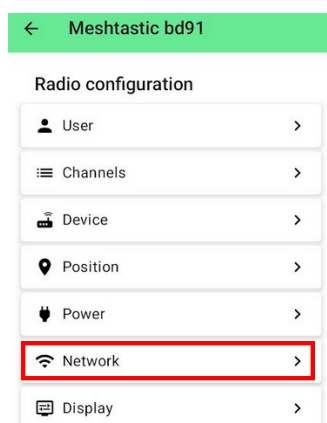 Meshtastic bd91
Radio configuration
User
Channels
Device
Position
Power
Network
Display